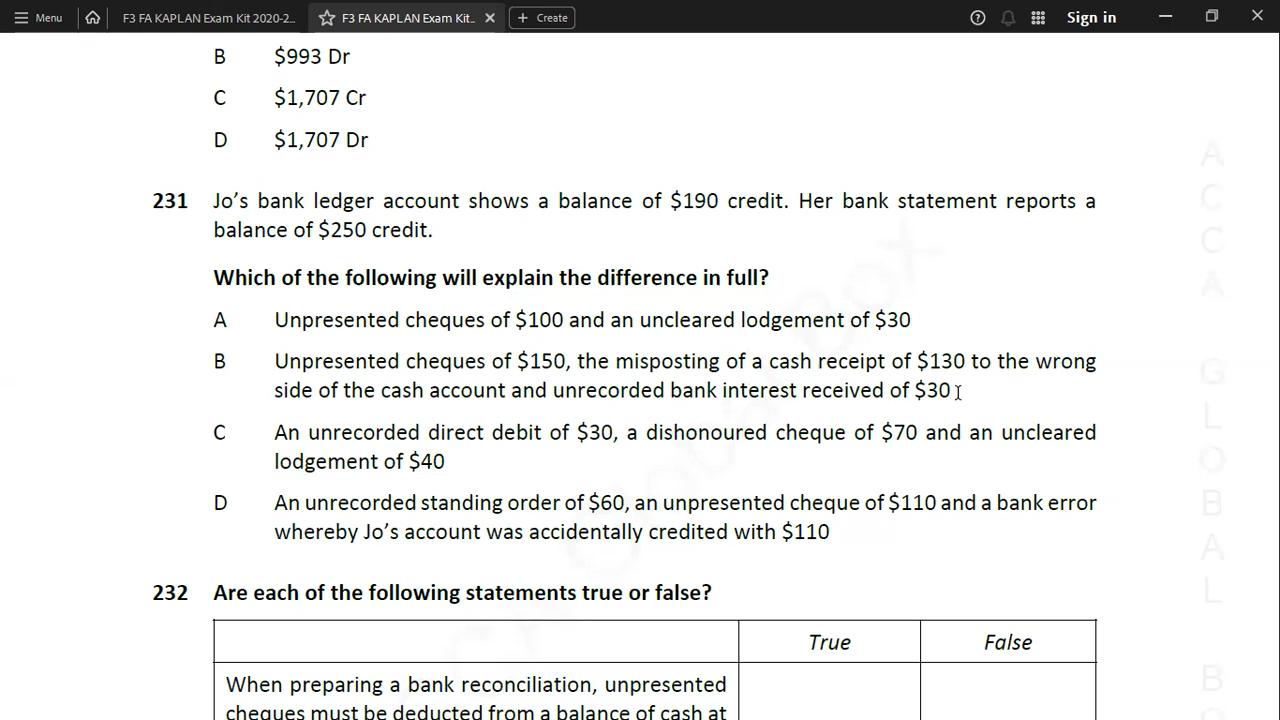 Menu
F3 FA KAPLAN Exam Kit 2020-2...
F3 FA KAPLAN Exam Kit...
Create
Sign in
B $993 Dr
C $1,707 Cr
D $1,707 Dr
231 Jo’s bank ledger account shows a balance of $190 credit. Her bank statement reports a
balance of $250 credit.
Which of the following will explain the difference in full?
A Unpresented cheques of $100 and an uncleared lodgement of $30
B Unpresented cheques of $150, the misposting of a cash receipt of $130 to the wrong
side of the cash account and unrecorded bank interest received of $30
C An unrecorded direct debit of $30, a dishonoured cheque of $70 and an uncleared
lodgement of $40
D An unrecorded standing order of $60, an unpresented cheque of $110 and a bank error
whereby Jo’s account was accidentally credited with $110
232 Are each of the following statements true or false?
True False
When preparing a bank reconciliation, unpresented
cheques must be deducted from a balance of cash at
A
C
C
A
G
L
O
B
A
L
B